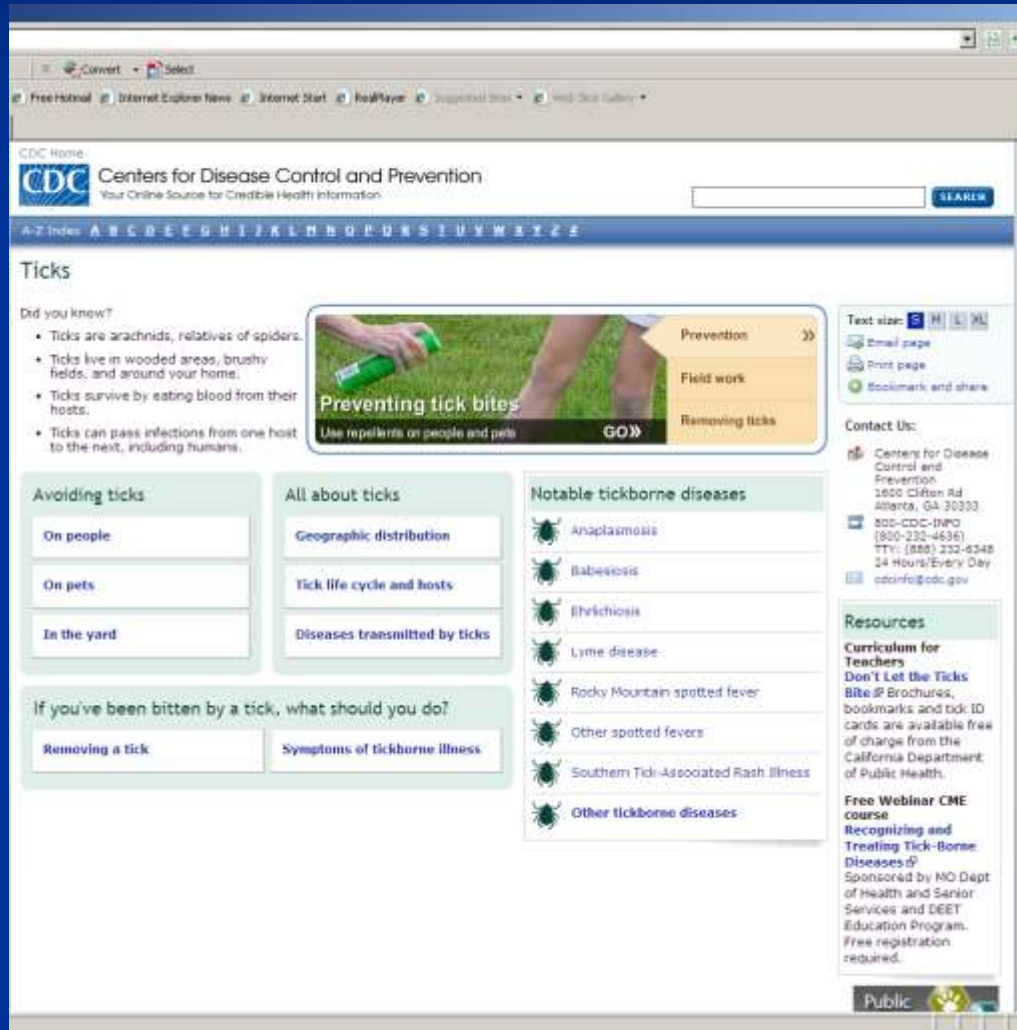 Convert
Select
Free Hotmail
Internet Explorer News
Internet Start
RealPlayer
Suggested Sites
Web Slice Gallery
CDC Home
CDC
Centers for Disease Control and Prevention
Your Online Source for Credible Health Information
SEARCH
A-Z Index A B C D E F G H I J K L M N O P Q R S T U V W X Y Z #
Ticks
Did you know?
• Ticks are arachnids, relatives of spiders.
• Ticks live in wooded areas, brushy
fields, and around your home.
• Ticks survive by eating blood from their
hosts.
• Ticks can pass infections from one host
to the next, including humans.
Preventing tick bites
Use repellents on people and pets
GO»
Prevention »
Field work
Removing ticks
Avoiding ticks
On people
On pets
In the yard
All about ticks
Geographic distribution
Tick life cycle and hosts
Diseases transmitted by ticks
If you've been bitten by a tick, what should you do?
Removing a tick
Symptoms of tickborne illness
Notable tickborne diseases
Anaplasmosis
Babesiosis
Ehrlichiosis
Lyme disease
Rocky Mountain spotted fever
Other spotted fevers
Southern Tick-Associated Rash Illness
Other tickborne diseases
Text size: S M L XL
Email page
Print page
Bookmark and share
Contact Us:
Centers for Disease
Control and
Prevention
1600 Clifton Rd
Atlanta, GA 30333
800-CDC-INFO
(800-232-4636)
TTY: (888) 232-6348
24 Hours/Every Day
cdcinfo@cdc.gov
Resources
Curriculum for
Teachers
Don't Let the Ticks
Bite Brochures,
bookmarks and tick ID
cards are available free
of charge from the
California Department
of Public Health.
Free Webinar CME
course
Recognizing and
Treating Tick-Borne
Diseases
Sponsored by MO Dept
of Health and Senior
Services and DEET
Education Program.
Free registration
required.
Public